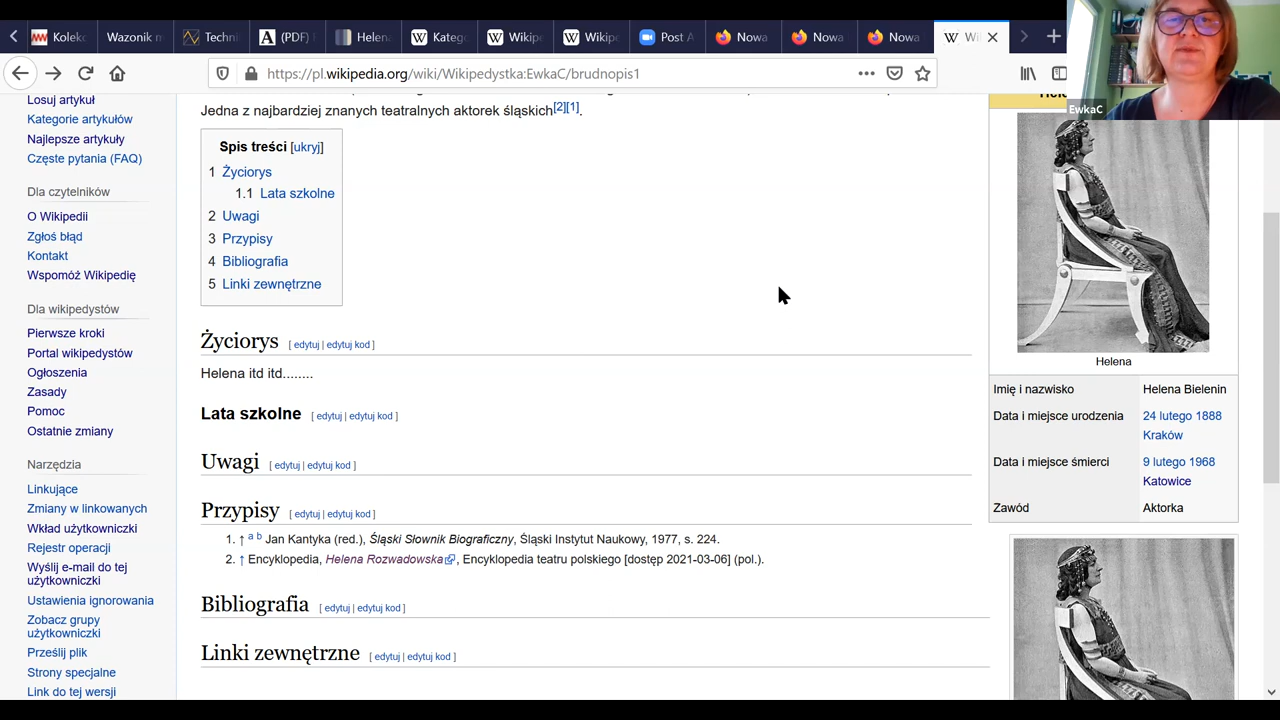 Kolek
Wazonik n
Techni
(PDF) E
Helen
Kateg
Wikipe
Wikipe
Post A
Nowa
Nowa
Nowa
Wi
https://pl.wikipedia.org/wiki/Wikipedystka:EwkaC/brudnopis1
EwkaC
Losuj artykuł
Kategorie artykułów
Najlepsze artykuły
Częste pytania (FAQ)
Dla czytelników
O Wikipedii
Zgłoś błąd
Kontakt
Wspomóż Wikipedię
Dla wikipedystów
Pierwsze kroki
Portal wikipedystów
Ogłoszenia
Zasady
Pomoc
Ostatnie zmiany
Narzędzia
Linkujące
Zmiany w linkowanych
Wkład użytkowniczki
Rejestr operacji
Wyślij e-mail do tej
użytkowniczki
Ustawienia ignorowania
Zobacz grupy
użytkowniczki
Prześlij plik
Strony specjalne
Link do tej wersji
Jedna z najbardziej znanych teatralnych aktorek śląskich[2][1].
Spis treści [ukryj]
1 Życiorys
1.1 Lata szkolne
2 Uwagi
3 Przypisy
4 Bibliografia
5 Linki zewnętrzne
Życiorys [ edytuj | edytuj kod ]
Helena itd itd........
Lata szkolne [ edytuj | edytuj kod ]
Uwagi [ edytuj | edytuj kod ]
Przypisy [ edytuj | edytuj kod ]
1. ↑ a b Jan Kantyka (red.), Śląski Słownik Biograficzny, Śląski Instytut Naukowy, 1977, s. 224.
2. ↑ Encyklopedia, Helena Rozwadowska, Encyklopedia teatru polskiego [dostęp 2021-03-06] (pol.).
Bibliografia [ edytuj | edytuj kod ]
Linki zewnętrzne [ edytuj | edytuj kod ]
Helena
Imię i nazwisko Helena Bielenin
Data i miejsce urodzenia 24 lutego 1888
Kraków
Data i miejsce śmierci 9 lutego 1968
Katowice
Zawód Aktorka